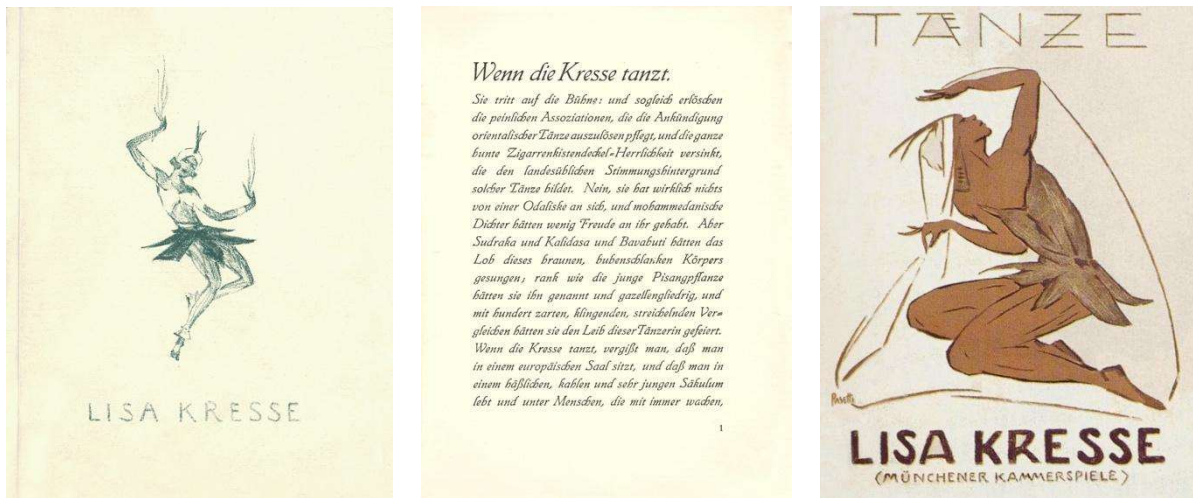 LISA KRESSE
Wenn die Kresse tanzt.
Sie tritt auf die Bühne: und sogleich erlöschen
die peinlichen Assoziationen, die die Ankündigung
orientalischer Tänze auszulösen pflegt, und die ganze
bunte Zigarrenkistendeckel-Herrlichkeit versinkt,
die den landesüblichen Stimmungshintergrund
solcher Tänze bildet. Nein, sie hat wirklich nichts
von einer Odaliske an sich, und mohammedanische
Dichter hätten wenig Freude an ihr gehabt. Aber
Sudraka und Kalidasa und Bavabuti hätten das
Lob dieses braunen, bubenschlanken Körpers
gesungen; rank wie die junge Pisangpflanze
hätten sie ihn genannt und gazellengliedrig, und
mit hundert zarten, klingenden, streichelnden Ver-
gleichen hätten sie den Leib dieser Tänzerin gefeiert.
Wenn die Kresse tanzt, vergißt man, daß man
in einem europäischen Saal sitzt, und daß man in
einem häßlichen, kahlen und sehr jungen Säkulum
lebt und unter Menschen, die mit immer wachen,
1
TÄNZE
Pasetti
LISA KRESSE
(MÜNCHENER KAMMERSPIELE)